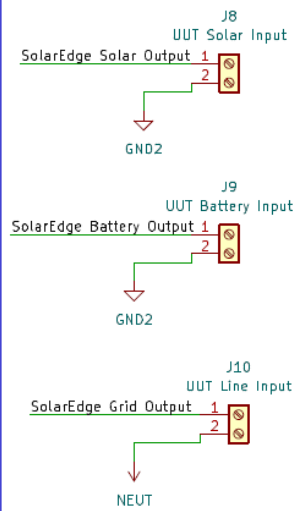 J8
UUT Solar Input
SolarEdge Solar Output 1
2
GND2
J9
UUT Battery Input
SolarEdge Battery Output 1
2
GND2
J10
UUT Line Input
SolarEdge Grid Output 1
2
NEUT